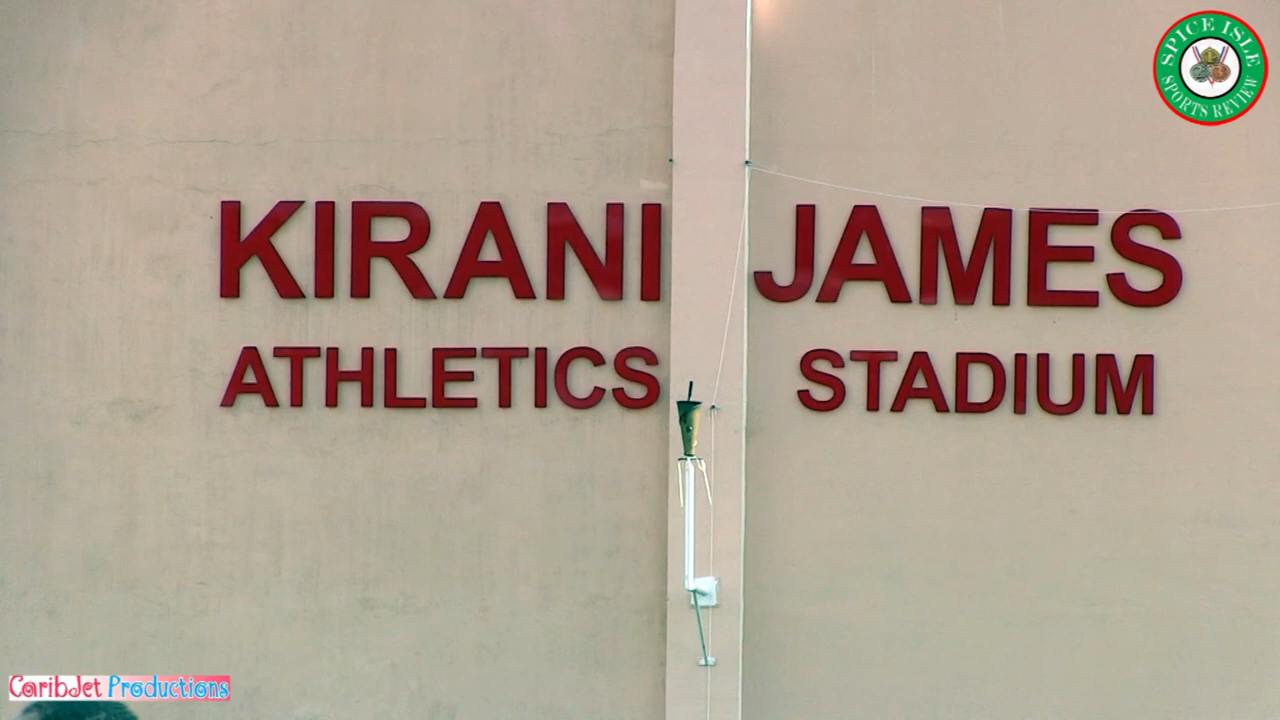 SPICE ISLE
SPORTS REVIEW
KIRANI JAMES
ATHLETICS STADIUM
CaribJet Productions